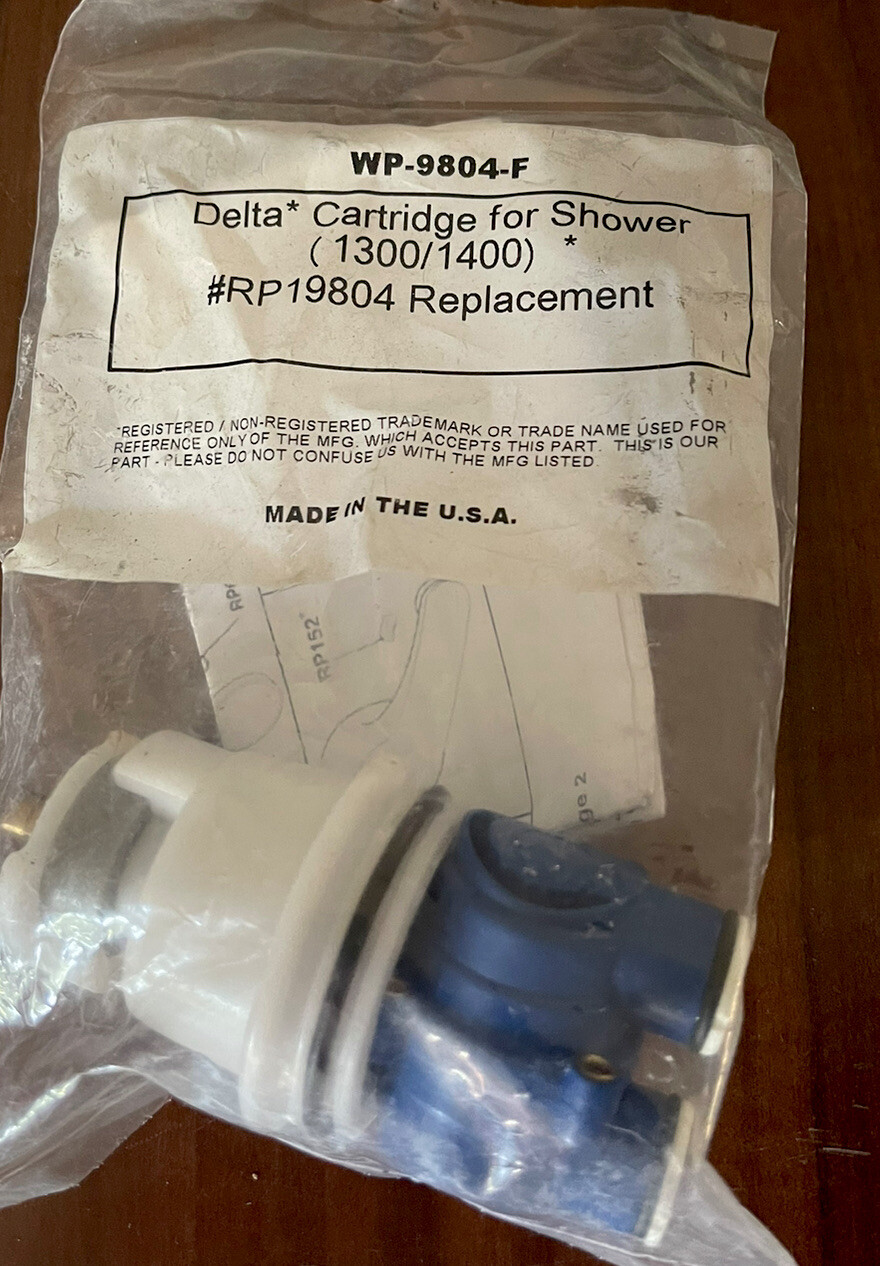 WP-9804-F
Delta* Cartridge for Shower
( 1300/1400) *
#RP19804 Replacement
*REGISTERED / NON-REGISTERED TRADEMARK OR TRADE NAME USED FOR
REFERENCE ONLY OF THE MFG. WHICH ACCEPTS THIS PART. THIS IS OUR
PART - PLEASE DO NOT CONFUSE US WITH THE MFG LISTED
MADE IN THE U.S.A.
RP152
2